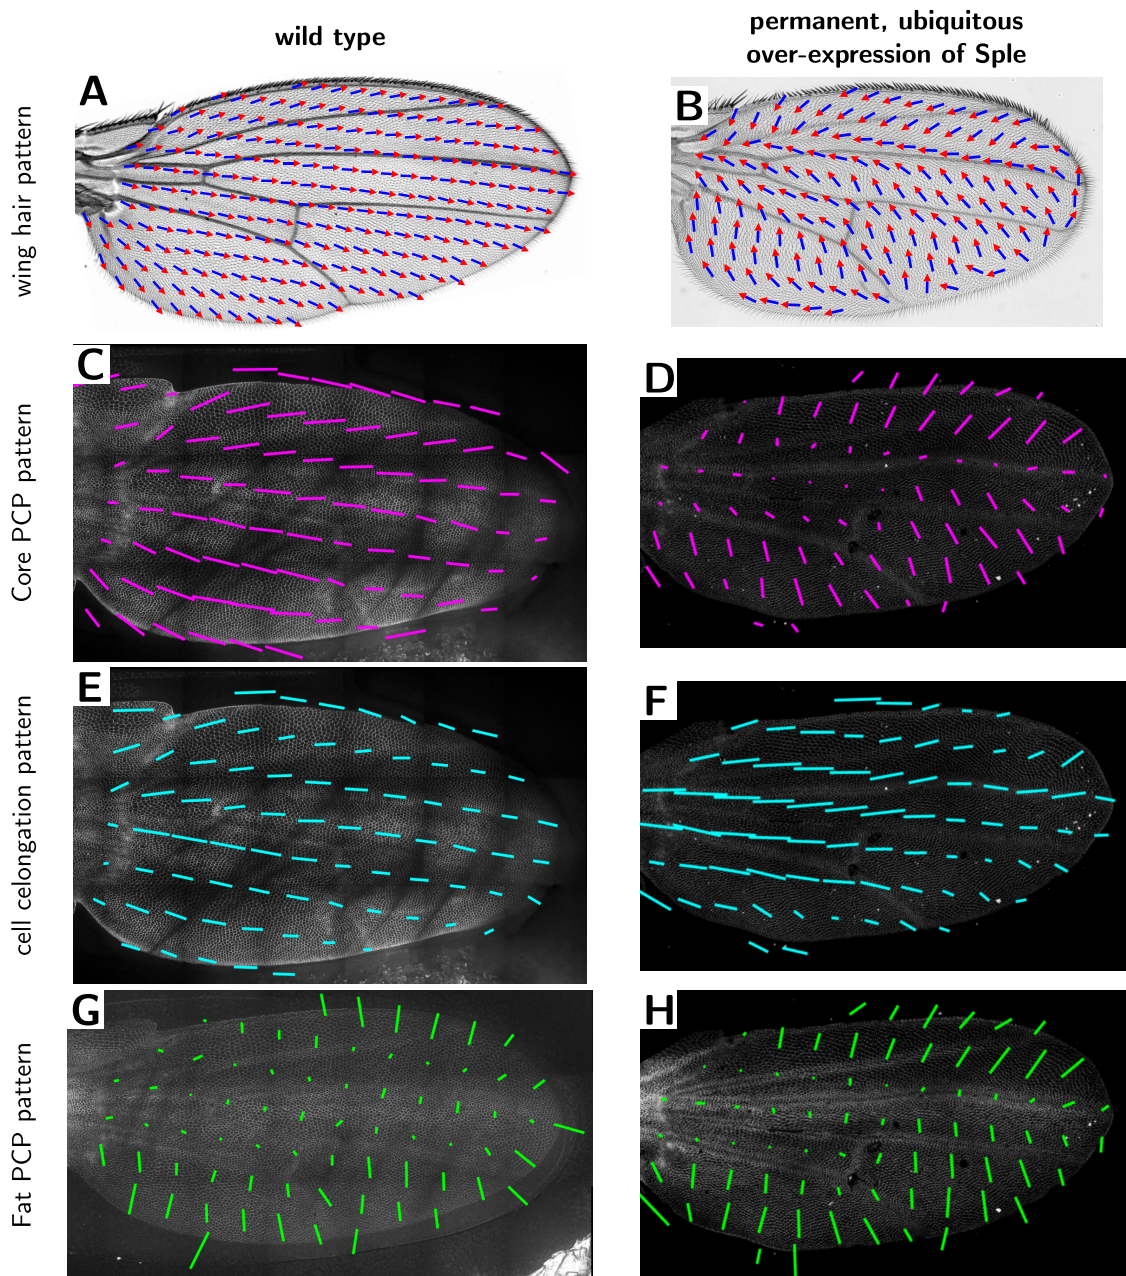 wild type
permanent, ubiquitous
over-expression of Sple
wing hair pattern
A
B
Core PCP pattern
C
D
cell celongation pattern
E
F
Fat PCP pattern
G
H